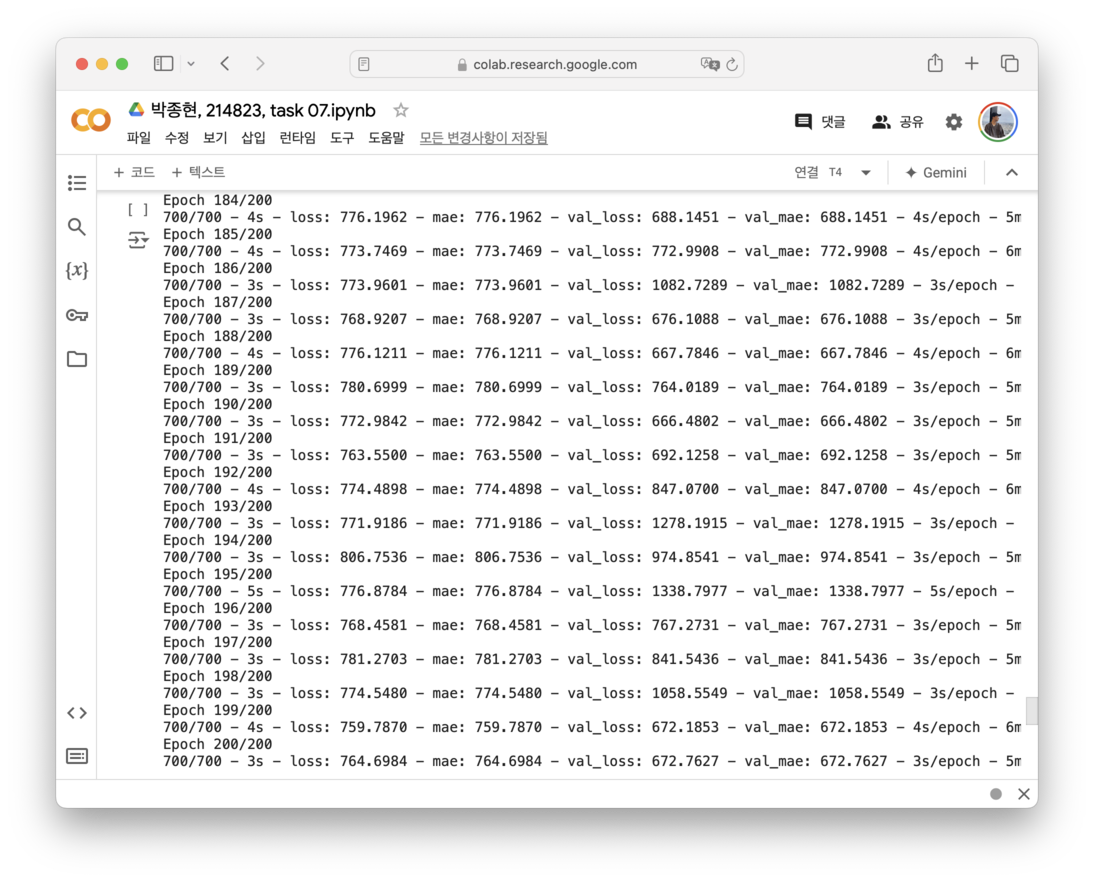 colab.research.google.com
박종현, 214823, task 07.ipynb
파일 수정 보기 삽입 런타임 도구 도움말 모든 변경사항이 저장됨
댓글 공유
+ 코드 + 텍스트
연결 T4 Gemini
Epoch 184/200
[ ]
700/700 - 4s - loss: 776.1962 - mae: 776.1962 - val_loss: 688.1451 - val_mae: 688.1451 - 4s/epoch - 5m
Epoch 185/200
700/700 - 4s - loss: 773.7469 - mae: 773.7469 - val_loss: 772.9908 - val_mae: 772.9908 - 4s/epoch - 6m
Epoch 186/200
{x}
700/700 - 3s - loss: 773.9601 - mae: 773.9601 - val_loss: 1082.7289 - val_mae: 1082.7289 - 3s/epoch -
Epoch 187/200
700/700 - 3s - loss: 768.9207 - mae: 768.9207 - val_loss: 676.1088 - val_mae: 676.1088 - 3s/epoch - 5m
Epoch 188/200
700/700 - 4s - loss: 776.1211 - mae: 776.1211 - val_loss: 667.7846 - val_mae: 667.7846 - 4s/epoch - 6m
Epoch 189/200
700/700 - 3s - loss: 780.6999 - mae: 780.6999 - val_loss: 764.0189 - val_mae: 764.0189 - 3s/epoch - 5m
Epoch 190/200
700/700 - 3s - loss: 772.9842 - mae: 772.9842 - val_loss: 666.4802 - val_mae: 666.4802 - 3s/epoch - 5m
Epoch 191/200
700/700 - 3s - loss: 763.5500 - mae: 763.5500 - val_loss: 692.1258 - val_mae: 692.1258 - 3s/epoch - 5m
Epoch 192/200
700/700 - 4s - loss: 774.4898 - mae: 774.4898 - val_loss: 847.0700 - val_mae: 847.0700 - 4s/epoch - 6m
Epoch 193/200
700/700 - 3s - loss: 771.9186 - mae: 771.9186 - val_loss: 1278.1915 - val_mae: 1278.1915 - 3s/epoch -
Epoch 194/200
700/700 - 3s - loss: 806.7536 - mae: 806.7536 - val_loss: 974.8541 - val_mae: 974.8541 - 3s/epoch - 5m
Epoch 195/200
700/700 - 5s - loss: 776.8784 - mae: 776.8784 - val_loss: 1338.7977 - val_mae: 1338.7977 - 5s/epoch -
Epoch 196/200
700/700 - 3s - loss: 768.4581 - mae: 768.4581 - val_loss: 767.2731 - val_mae: 767.2731 - 3s/epoch - 5m
Epoch 197/200
700/700 - 3s - loss: 781.2703 - mae: 781.2703 - val_loss: 841.5436 - val_mae: 841.5436 - 3s/epoch - 5m
Epoch 198/200
700/700 - 3s - loss: 774.5480 - mae: 774.5480 - val_loss: 1058.5549 - val_mae: 1058.5549 - 3s/epoch -
Epoch 199/200
700/700 - 4s - loss: 759.7870 - mae: 759.7870 - val_loss: 672.1853 - val_mae: 672.1853 - 4s/epoch - 6m
Epoch 200/200
700/700 - 3s - loss: 764.6984 - mae: 764.6984 - val_loss: 672.7627 - val_mae: 672.7627 - 3s/epoch - 5m